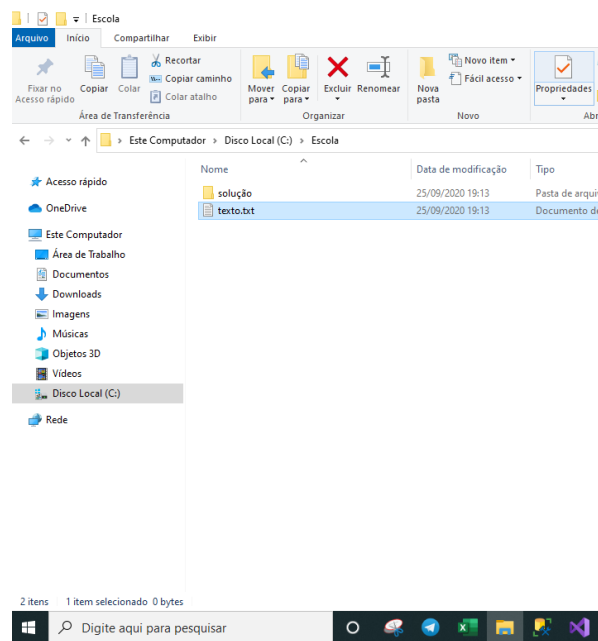 Escola
Arquivo Início Compartilhar Exibir
Fixar no Acesso rápido
Copiar
Colar
Recortar
Copiar caminho
Colar atalho
Mover para
Copiar para
Excluir
Renomear
Nova pasta
Novo item
Fácil acesso
Propriedades
Área de Transferência Organizar Novo
Este Computador Disco Local (C:) Escola
Nome Data de modificação Tipo
solução 25/09/2020 19:13 Pasta de
texto.txt 25/09/2020 19:13 Documento
Acesso rápido
OneDrive
Este Computador
Área de Trabalho
Documentos
Downloads
Imagens
Músicas
Objetos 3D
Vídeos
Disco Local (C:)
Rede
2 itens 1 item selecionado 0 bytes
Digite aqui para pesquisar